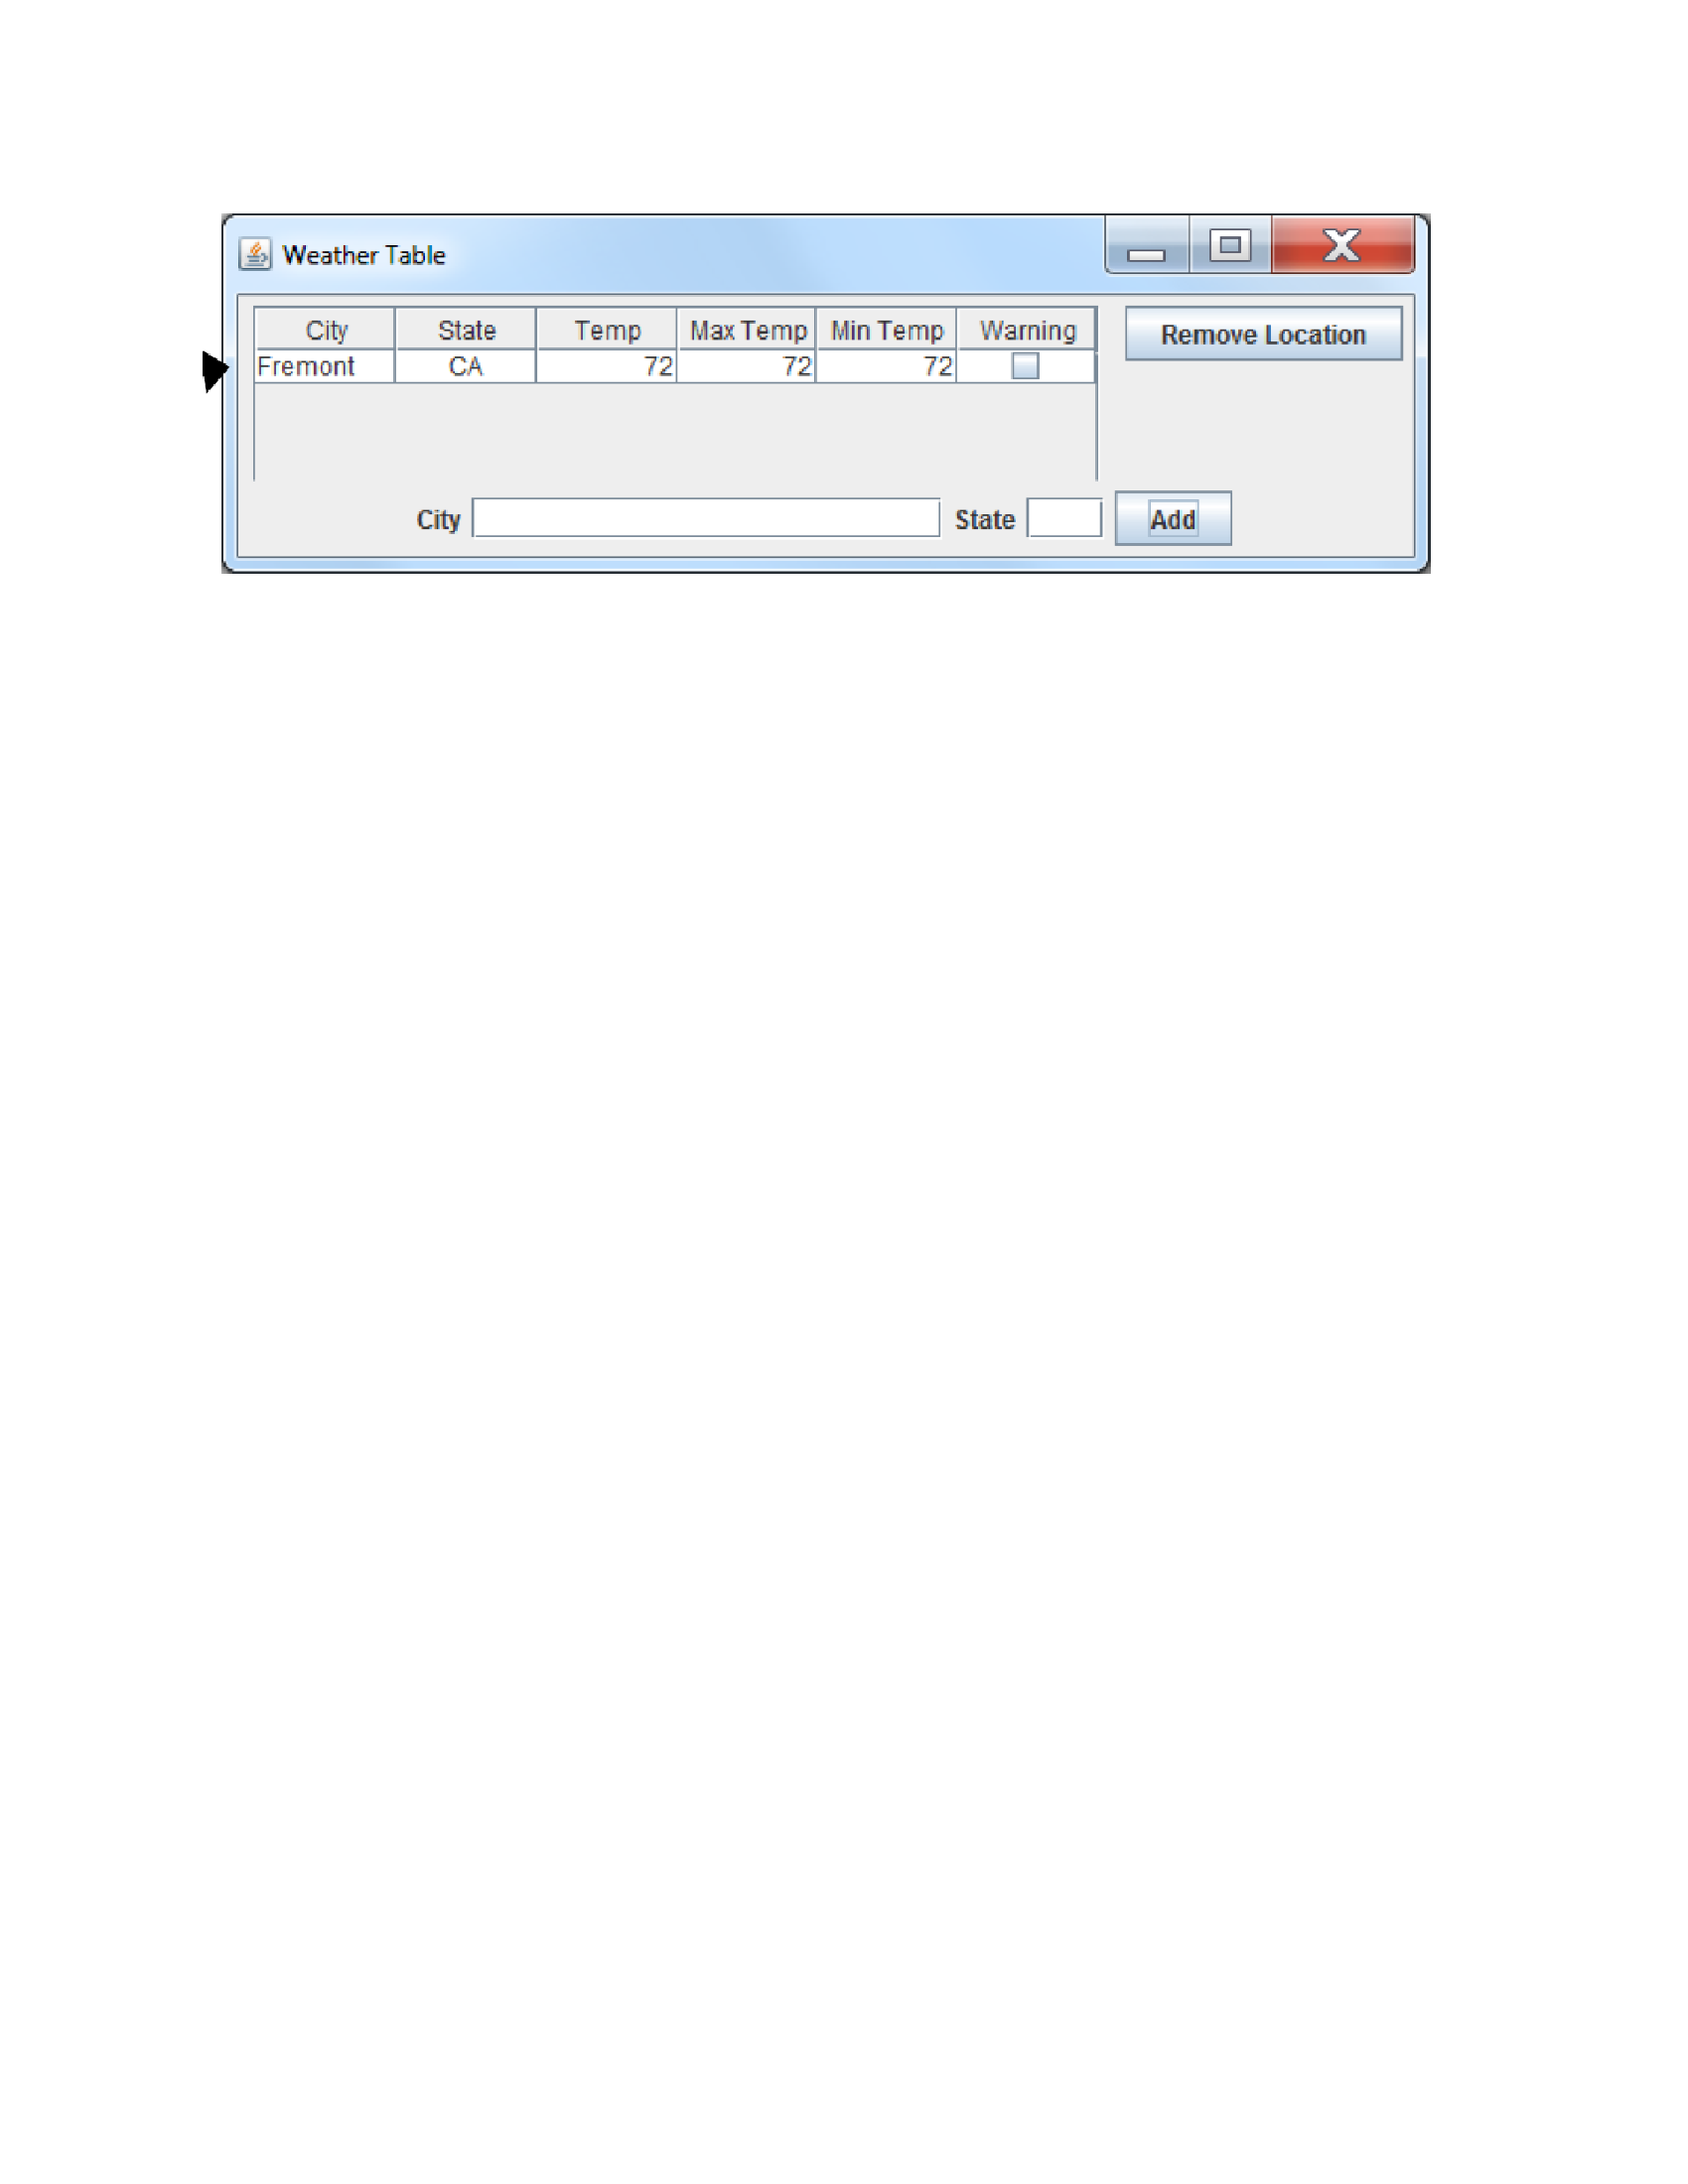 Weather Table
City State Temp Max Temp Min Temp Warning Remove Location
Fremont CA 72 72 72
City State Add